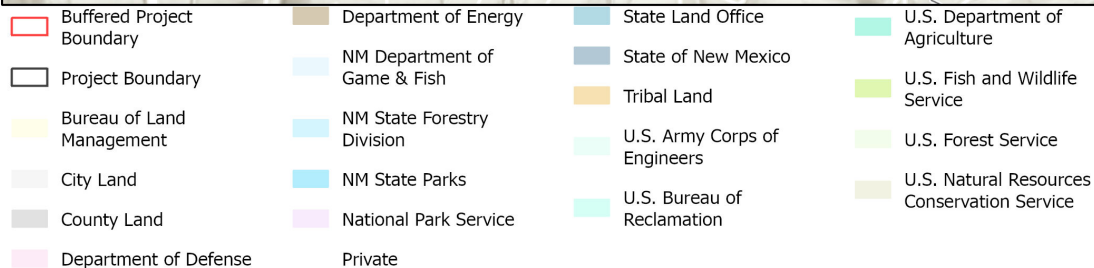 Buffered Project
Boundary
Project Boundary
Bureau of Land
Management
City Land
County Land
Department of Defense
Department of Energy
NM Department of
Game & Fish
NM State Forestry
Division
NM State Parks
National Park Service
Private
State Land Office
State of New Mexico
Tribal Land
U.S. Army Corps of
Engineers
U.S. Bureau of
Reclamation
U.S. Department of
Agriculture
U.S. Fish and Wildlife
Service
U.S. Forest Service
U.S. Natural Resources
Conservation Service